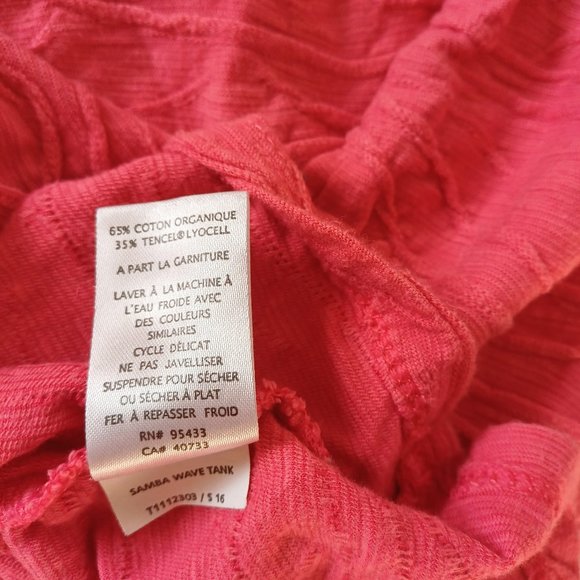 65% COTON ORGANIQUE
35% TENCEL®LYOCELL
A PART LA GARNITURE
LAVER À LA MACHINE À
L'EAU FROIDE AVEC
DES COULEURS
SIMILAIRES
CYCLE DÉLICAT
NE PAS JAVELLISER
SUSPENDRE POUR SÉCHER
OU SÉCHER À PLAT
FER À REPASSER FROID
RN# 95433
CA# 40733
SAMBA WAVE TANK
T1112303 / S 16